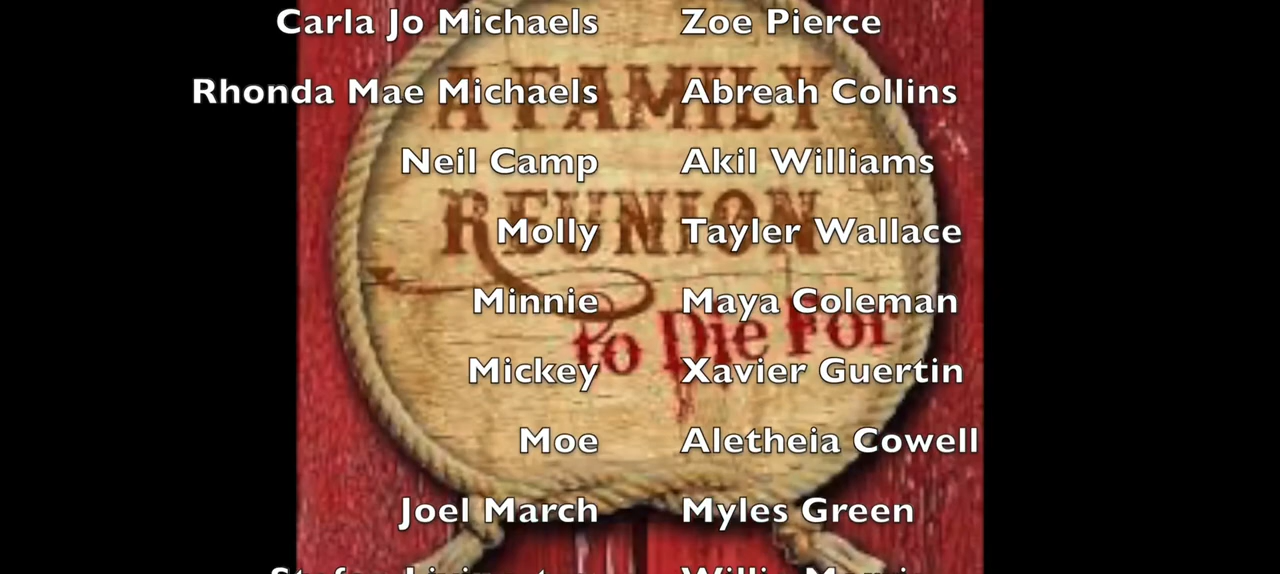 Carla Jo Michaels Zoe Pierce
Rhonda Mae Michaels Abreah Collins
A FAMILY
Neil Camp Akil Williams
REUNION
Molly Tayler Wallace
Minnie Maya Coleman
to Die For
Mickey Xavier Guertin
Moe Aletheia Cowell
Joel March Myles Green